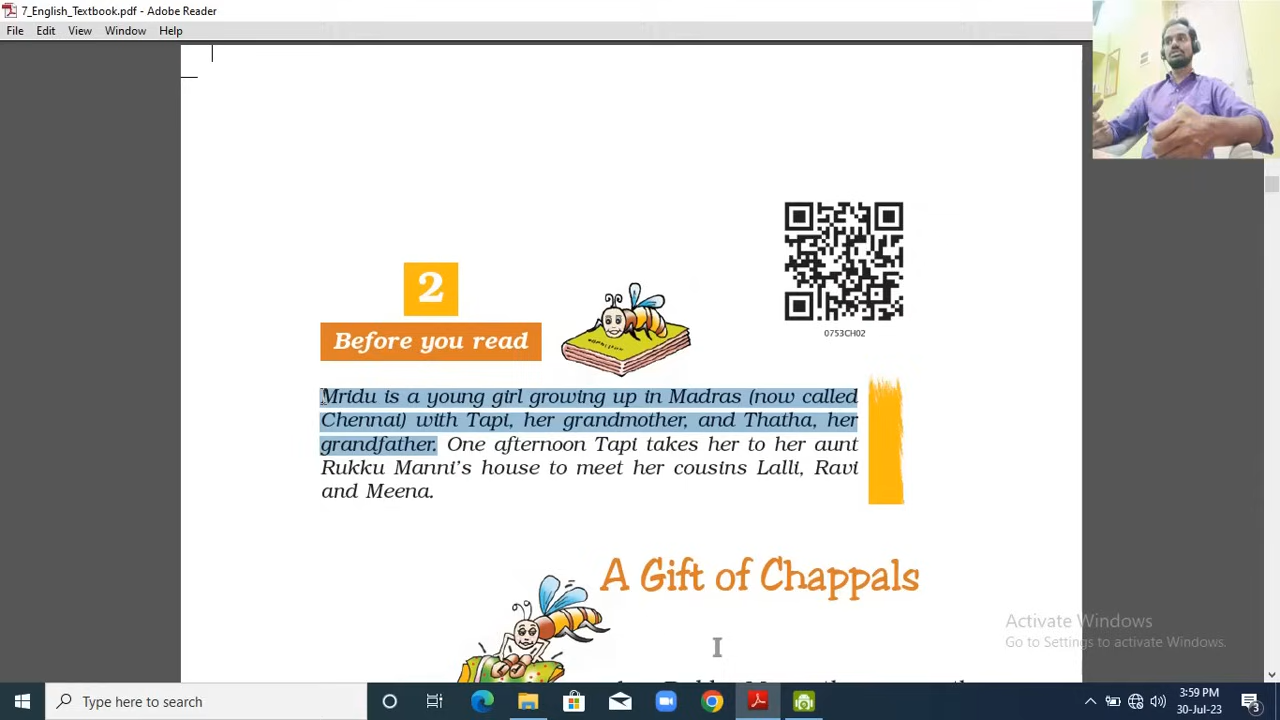 7_English_Textbook.pdf - Adobe Reader
File Edit View Window Help
2
Before you read
0753CH02
Mridu is a young girl growing up in Madras (now called
Chennai) with Tapi, her grandmother, and Thatha, her
grandfather. One afternoon Tapi takes her to her aunt
Rukku Manni's house to meet her cousins Lalli, Ravi
and Meena.
A Gift of Chappals
I
Activate Windows
Go to Settings to activate Windows.
Type here to search
3:59 PM
30-Jul-23
3